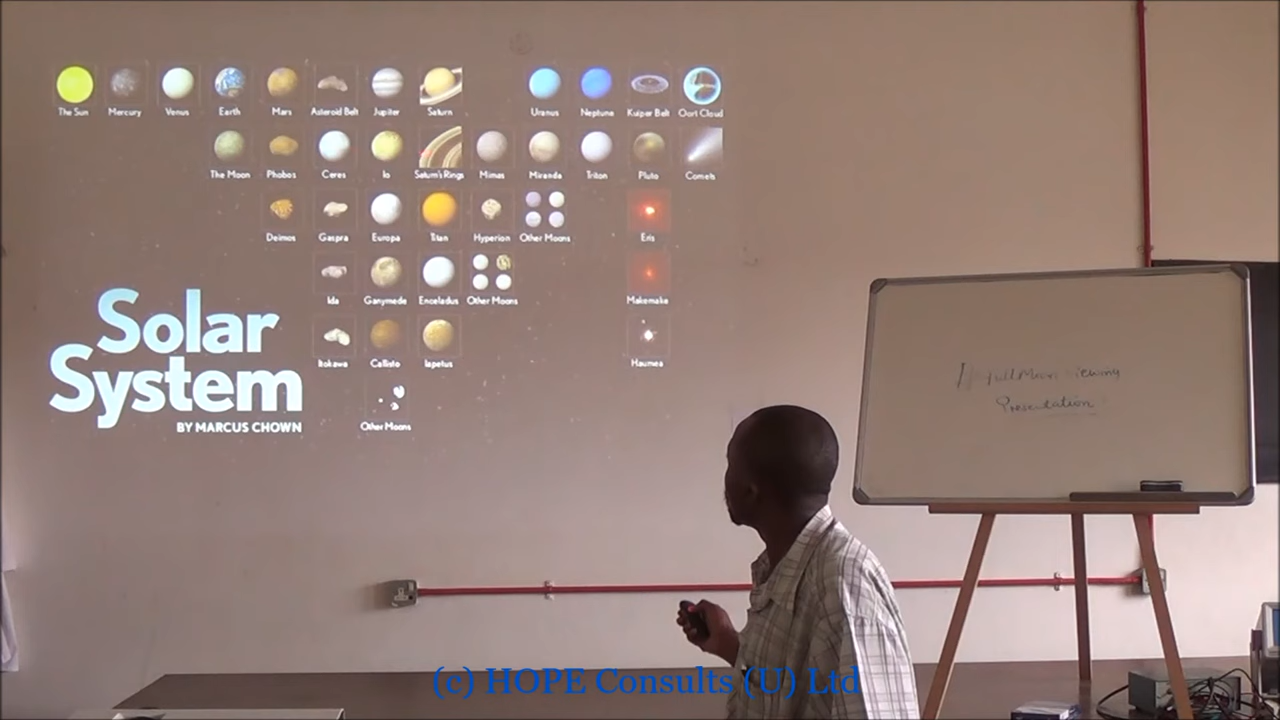 The Sun Mercury Venus Earth Mars Asteroid Belt Jupiter Saturn Uranus Neptune Kuiper Belt Oort Cloud
The Moon Phobos Ceres Io Saturn's Rings Mimas Miranda Triton Pluto Comets
Deimos Gaspra Europa Titan Hyperion Other Moons Eris
Ida Ganymede Enceladus Other Moons Makemake
Itokawa Callisto Iapetus Haumea
Other Moons
Solar
System
BY MARCUS CHOWN
full Moon
Presentation
(c) HOPE Consults (U) Ltd